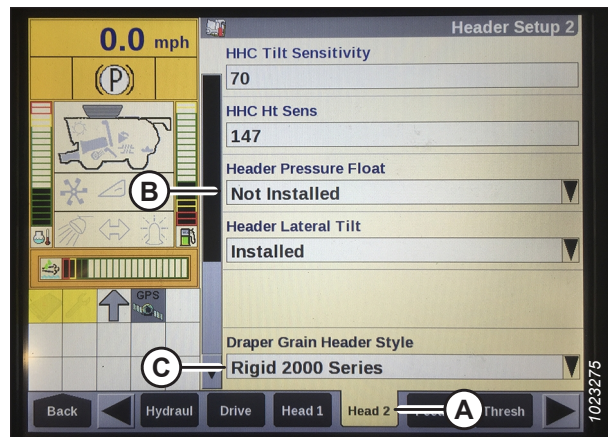 0.0 mph
Header Setup 2
(P)
HHC Tilt Sensitivity
70
HHC Ht Sens
147
Header Pressure Float
B
Not Installed
Header Lateral Tilt
Installed
GPS
Draper Grain Header Style
C
Rigid 2000 Series
Back
Hydraul
Drive
Head 1
Head 2
A
Thresh
1023275